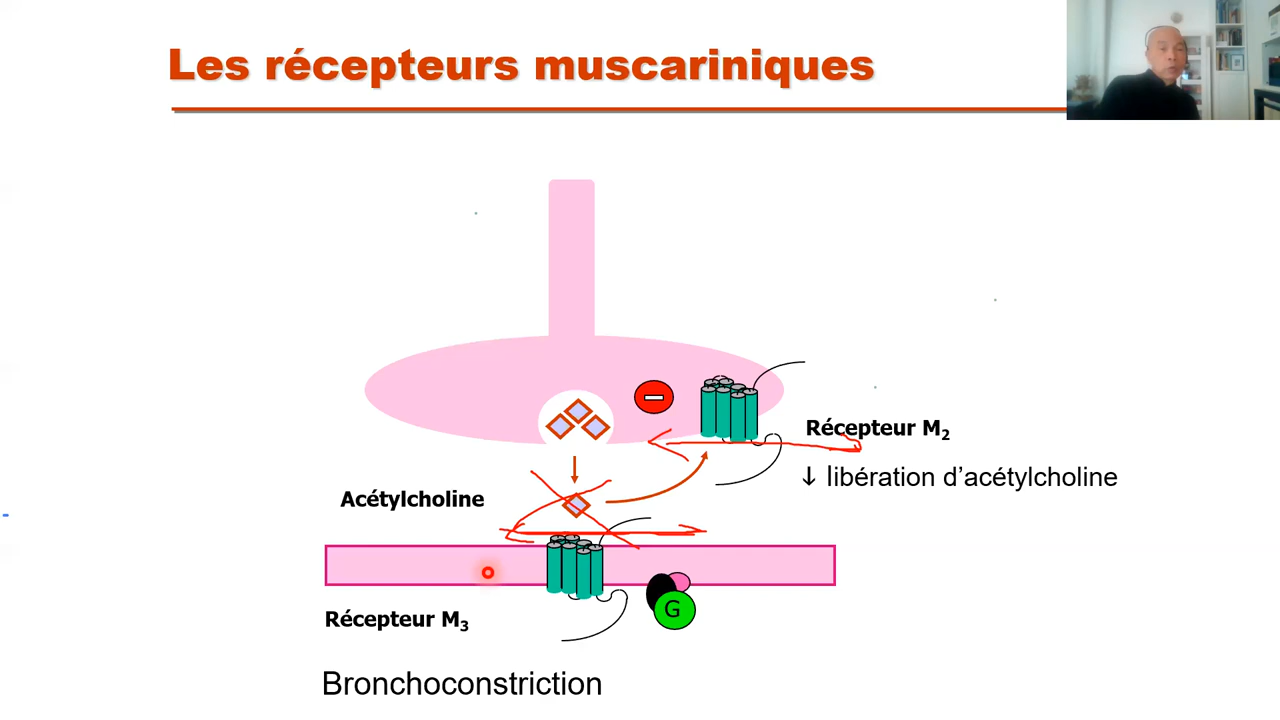 Les récepteurs muscariniques
Récepteur M₂
↓ libération d’acétylcholine
Acétylcholine
G
Récepteur M₃
Bronchoconstriction